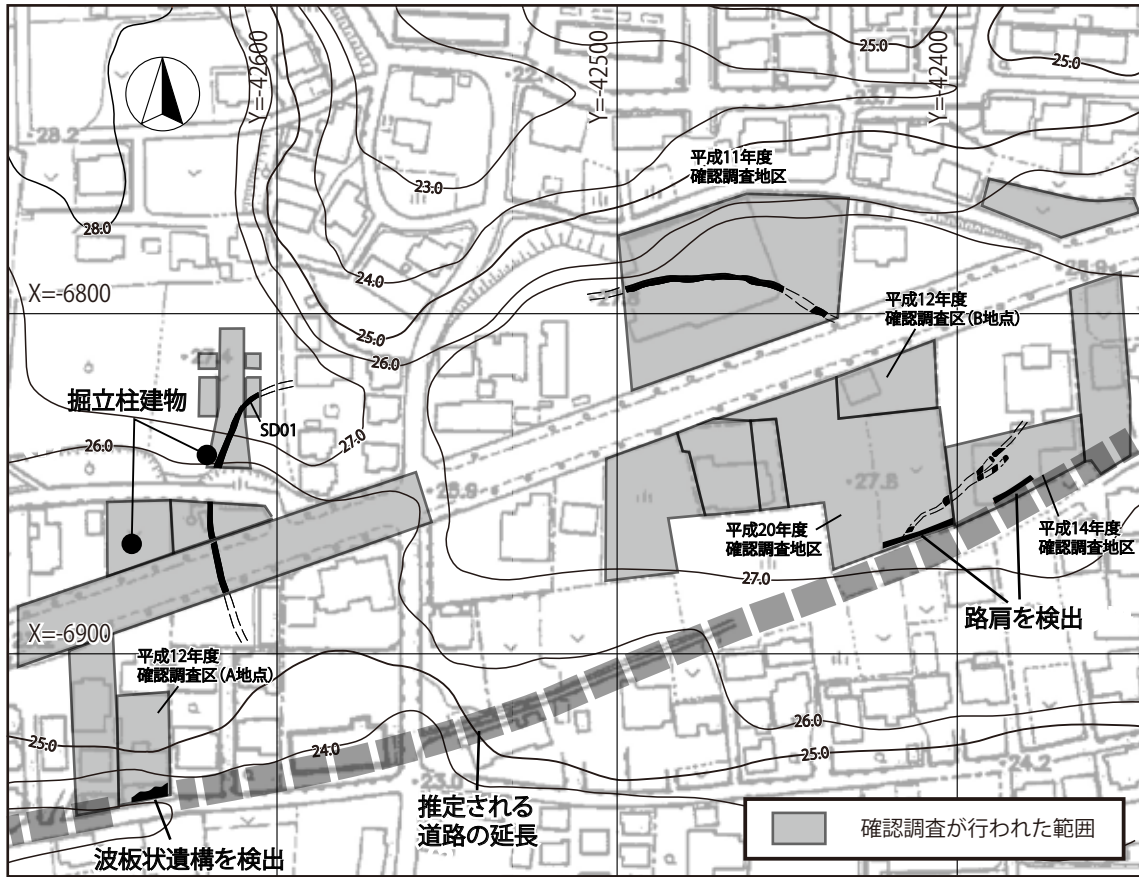 Y=-42600
Y=-42500
Y=-42400
25.0
25.0
23.7
28.2
平成11年度
確認調査地区
23.0
28.0
24.0
X=-6800
25.0
平成12年度
確認調査区(B地点)
26.0
掘立柱建物
SD01
27.0
26.0
27.8
平成20年度
確認調査地区
平成14年度
確認調査地区
27.0
路肩を検出
X=-6900
平成12年度
確認調査区(A地点)
26.0
25.0
24.0
25.0
24.2
推定される
道路の延長
確認調査が行われた範囲
波板状遺構を検出